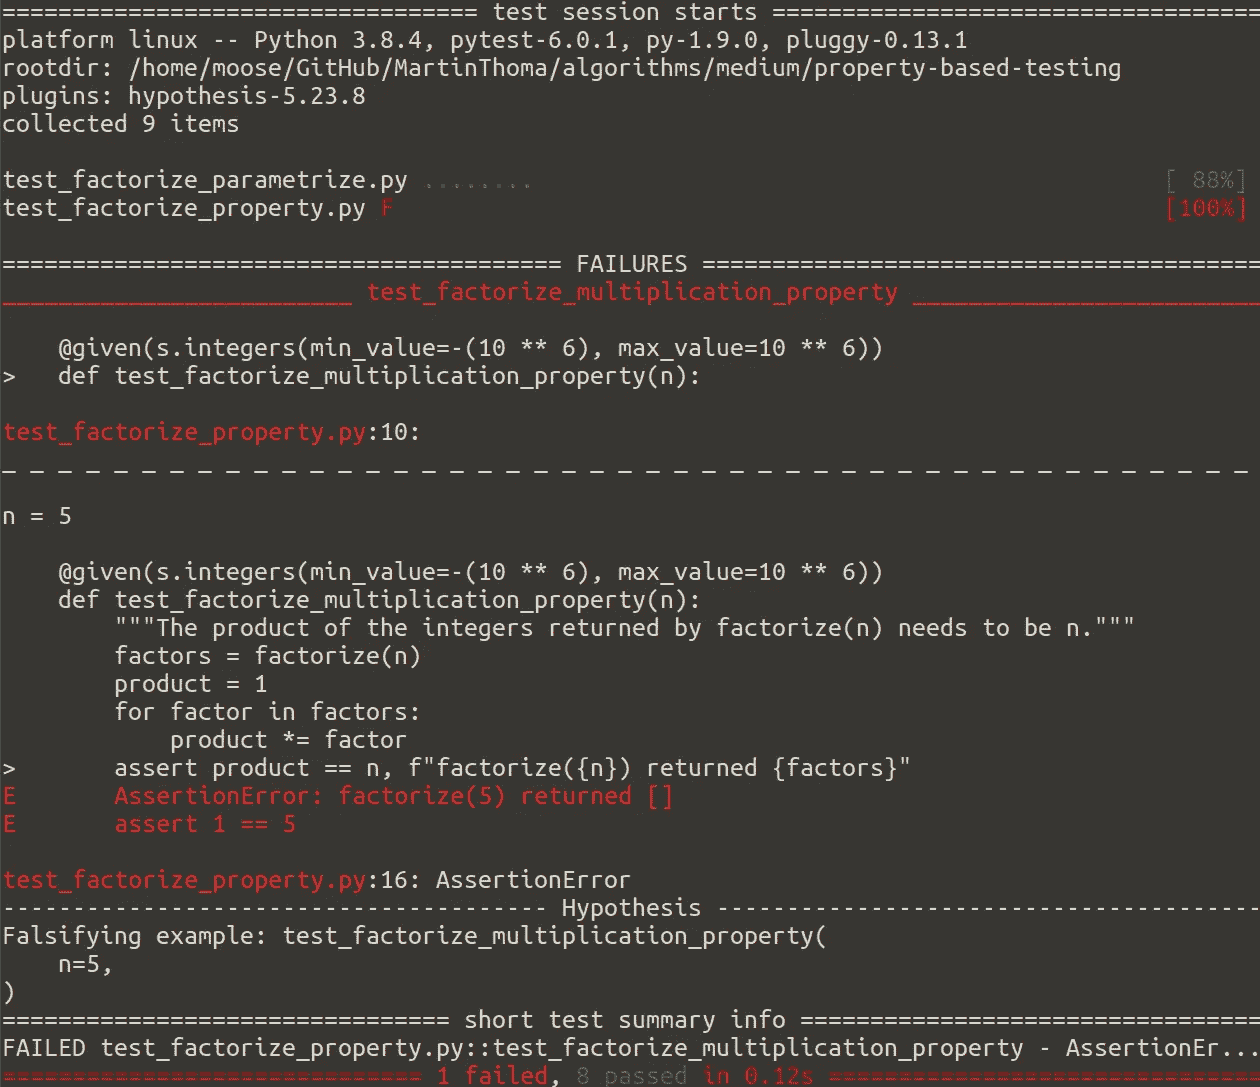 ================================== test session starts ===================================
platform linux -- Python 3.8.4, pytest-6.0.1, py-1.9.0, pluggy-0.13.1
rootdir: /home/moose/GitHub/MartinThoma/algorithms/medium/property-based-testing
plugins: hypothesis-5.23.8
collected 9 items
test_factorize_parametrize.py ........ [ 88%]
test_factorize_property.py F [100%]
======================================== FAILURES ========================================
_________________________ test_factorize_multiplication_property _________________________
    @given(s.integers(min_value=-(10 ** 6), max_value=10 ** 6))
>   def test_factorize_multiplication_property(n):
test_factorize_property.py:10:
_ _ _ _ _ _ _ _ _ _ _ _ _ _ _ _ _ _ _ _ _ _ _ _ _ _ _ _ _ _ _ _ _ _ _ _ _ _ _ _ _ _ _ _ _
n = 5
    @given(s.integers(min_value=-(10 ** 6), max_value=10 ** 6))
    def test_factorize_multiplication_property(n):
        """The product of the integers returned by factorize(n) needs to be n."""
        factors = factorize(n)
        product = 1
        for factor in factors:
            product *= factor
>       assert product == n, f"factorize({n}) returned {factors}"
E       AssertionError: factorize(5) returned []
E       assert 1 == 5
test_factorize_property.py:16: AssertionError
--------------------------------------- Hypothesis ---------------------------------------
Falsifying example: test_factorize_multiplication_property(
    n=5,
)
================================ short test summary info =================================
FAILED test_factorize_property.py::test_factorize_multiplication_property - AssertionEr...
============================== 1 failed, 8 passed in 0.12s ===============================